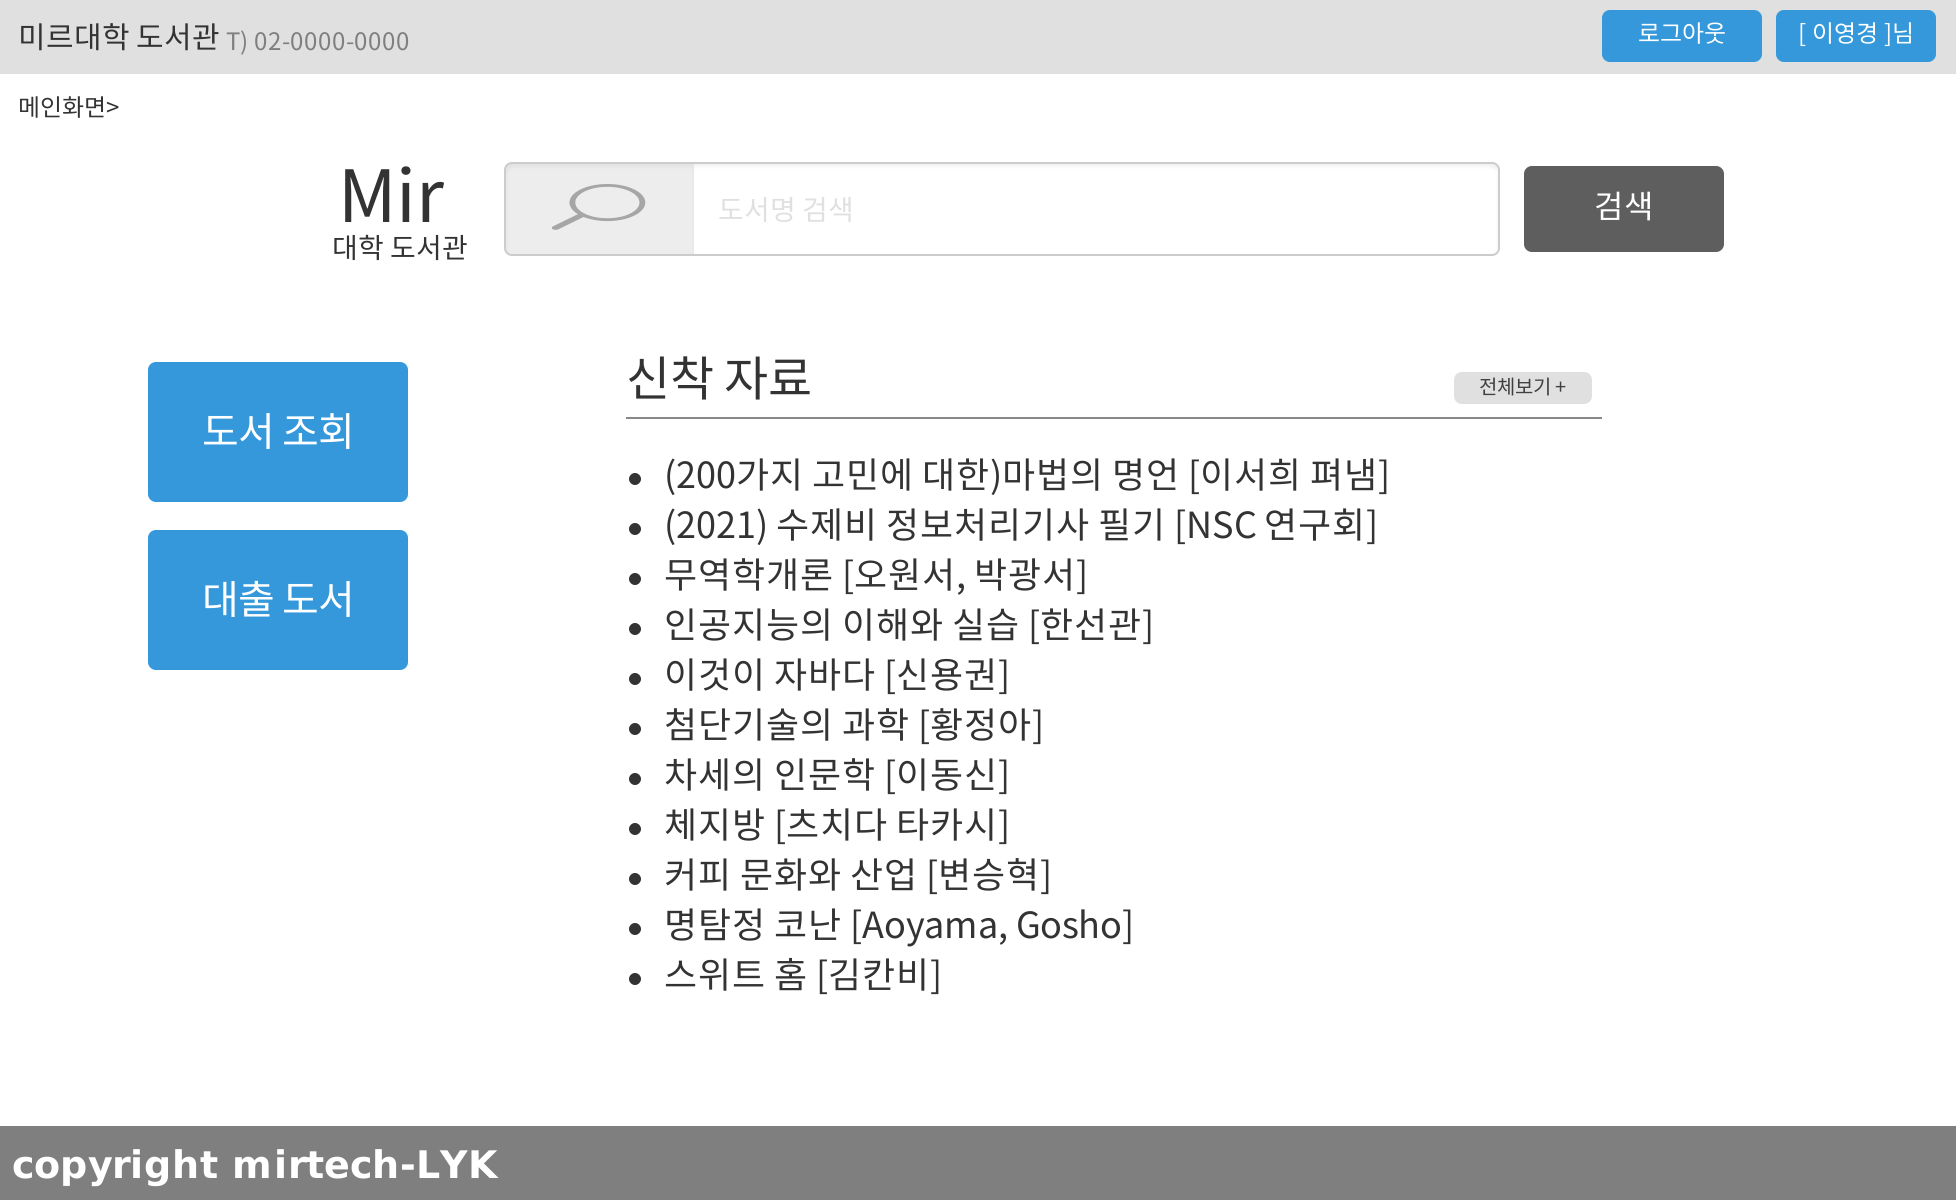 미르대학 도서관 T) 02-0000-0000
로그아웃
[ 이영경 ]님
메인화면>
Mir
대학 도서관
도서명 검색
검색
도서 조회
대출 도서
신착 자료
전체보기 +
(200가지 고민에 대한)마법의 명언 [이서희 펴냄]
(2021) 수제비 정보처리기사 필기 [NSC 연구회]
무역학개론 [오원서, 박광서]
인공지능의 이해와 실습 [한선관]
이것이 자바다 [신용권]
첨단기술의 과학 [황정아]
차세의 인문학 [이동신]
체지방 [츠치다 타카시]
커피 문화와 산업 [변승혁]
명탐정 코난 [Aoyama, Gosho]
스위트 홈 [김칸비]
copyright mirtech-LYK